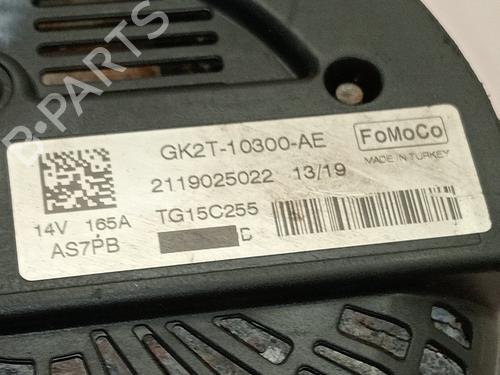 B-PARTS
GK2T-10300-AE
FoMoCo
MADE IN TURKEY
2119025022 13/19
14V 165A
TG15C255
AS7PB
D